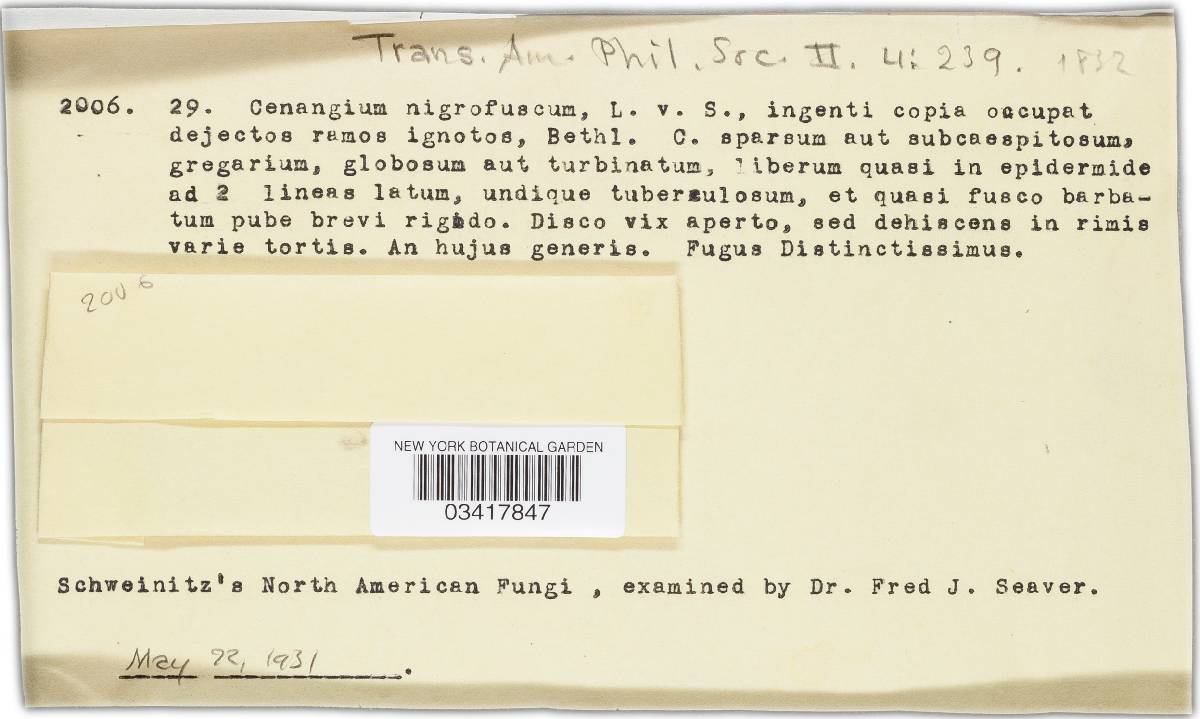 Trans. Am. Phil. Soc. II. 4: 239. 1832
2006. 29. Cenangium nigrofuscum, L. v. S., ingenti copia occupat
dejectos ramos ignotos, Bethl. C. sparsum aut subcaespitosum,
gregarium, globosum aut turbinatum, liberum quasi in epidermide
ad 2 lineas latum, undique tuberculosum, et quasi fusco barba-
tum pube brevi rigido. Disco vix aperto, sed dehiscens in rimis
varie tortis. An hujus generis. Fugus Distinctissimus.
2006
NEW YORK BOTANICAL GARDEN
03417847
Schweinitz's North American Fungi , examined by Dr. Fred J. Seaver.
May 22, 1931.